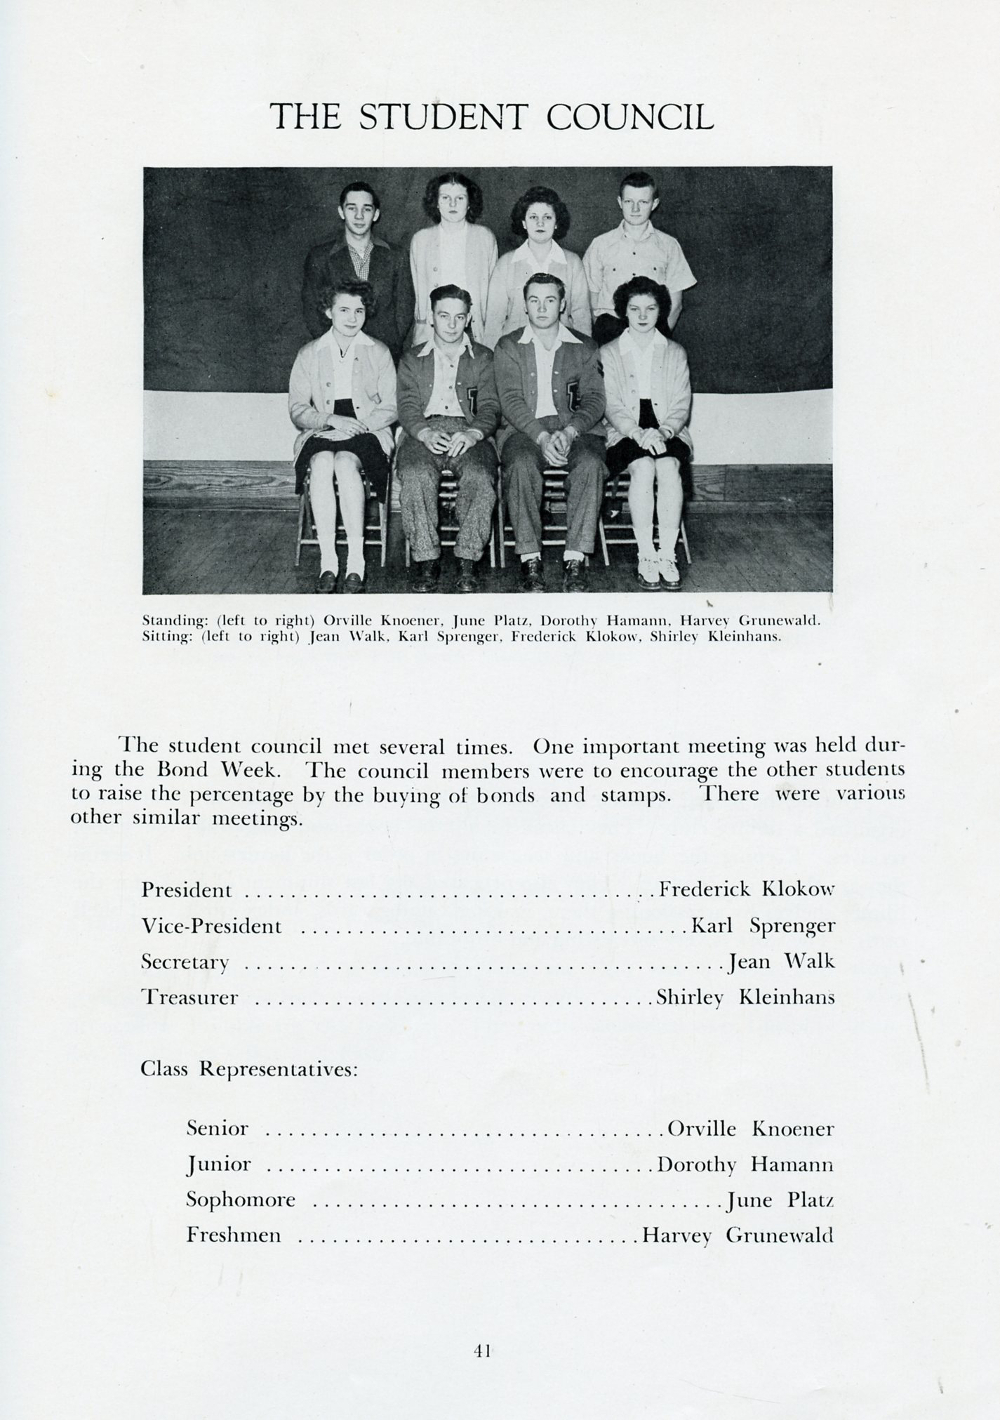 THE STUDENT COUNCIL
Standing: (left to right) Orville Knoener, June Platz, Dorothy Hamann, Harvey Grunewald.
Sitting: (left to right) Jean Walk, Karl Sprenger, Frederick Klokow, Shirley Kleinhans.
The student council met several times. One important meeting was held dur-
ing the Bond Week. The council members were to encourage the other students
to raise the percentage by the buying of bonds and stamps. There were various
other similar meetings.
President ................................... Frederick Klokow
Vice-President ................................. Karl Sprenger
Secretary ......................................... Jean Walk
Treasurer .................................. Shirley Kleinhans
Class Representatives:
Senior .................................. Orville Knoener
Junior ................................. Dorothy Hamann
Sophomore ................................... June Platz
Freshmen ............................. Harvey Grunewald
41